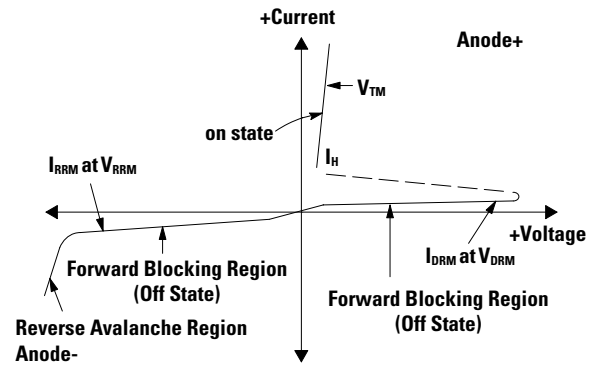 +Current
Anode+
VTM
on state
IH
IRRM at VRRM
+Voltage
IDRM at VDRM
Forward Blocking Region
(Off State)
Forward Blocking Region
(Off State)
Reverse Avalanche Region
Anode-